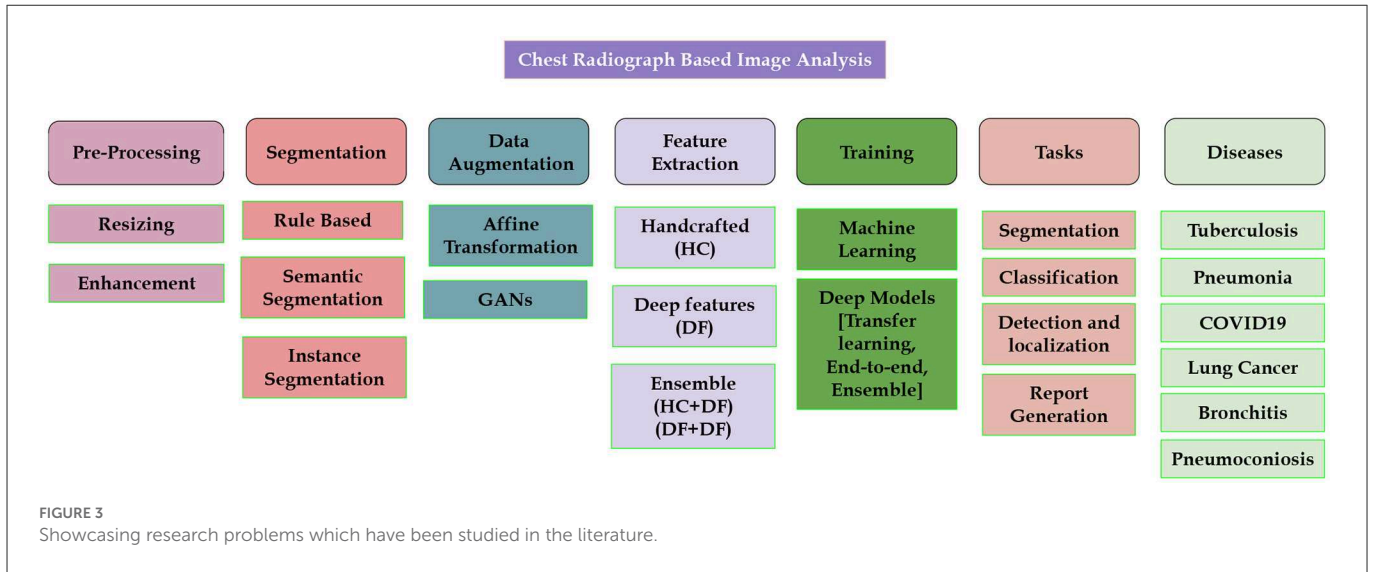 Chest Radiograph Based Image Analysis
Pre-Processing
Resizing
Enhancement
Segmentation
Rule Based
Semantic
Segmentation
Instance
Segmentation
Data
Augmentation
Affine
Transformation
GANs
Feature
Extraction
Handcrafted
(HC)
Deep features
(DF)
Ensemble
(HC+DF)
(DF+DF)
Training
Machine
Learning
Deep Models
[Transfer
learning,
End-to-end,
Ensemble]
Tasks
Segmentation
Classification
Detection and
localization
Report
Generation
Diseases
Tuberculosis
Pneumonia
COVID19
Lung Cancer
Bronchitis
Pneumoconiosis
FIGURE 3
Showcasing research problems which have been studied in the literature.